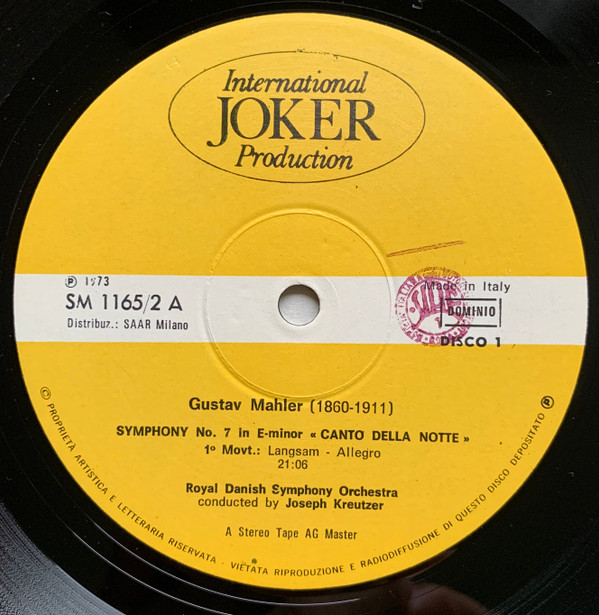 International
JOKER
Production
℗ 1973
SM 1165/2 A
Distribuz.: SAAR Milano
Made in Italy
DOMINIO
DISCO 1
Gustav Mahler (1860-1911)
SYMPHONY No. 7 in E-minor « CANTO DELLA NOTTE »
1º Movt.: Langsam - Allegro
21:06
Royal Danish Symphony Orchestra
conducted by Joseph Kreutzer
A Stereo Tape AG Master
© PROPRIETÀ ARTISTICA E LETTERARIA RISERVATA - VIETATA RIPRODUZIONE E RADIODIFFUSIONE DI QUESTO DISCO DEPOSITATO ℗